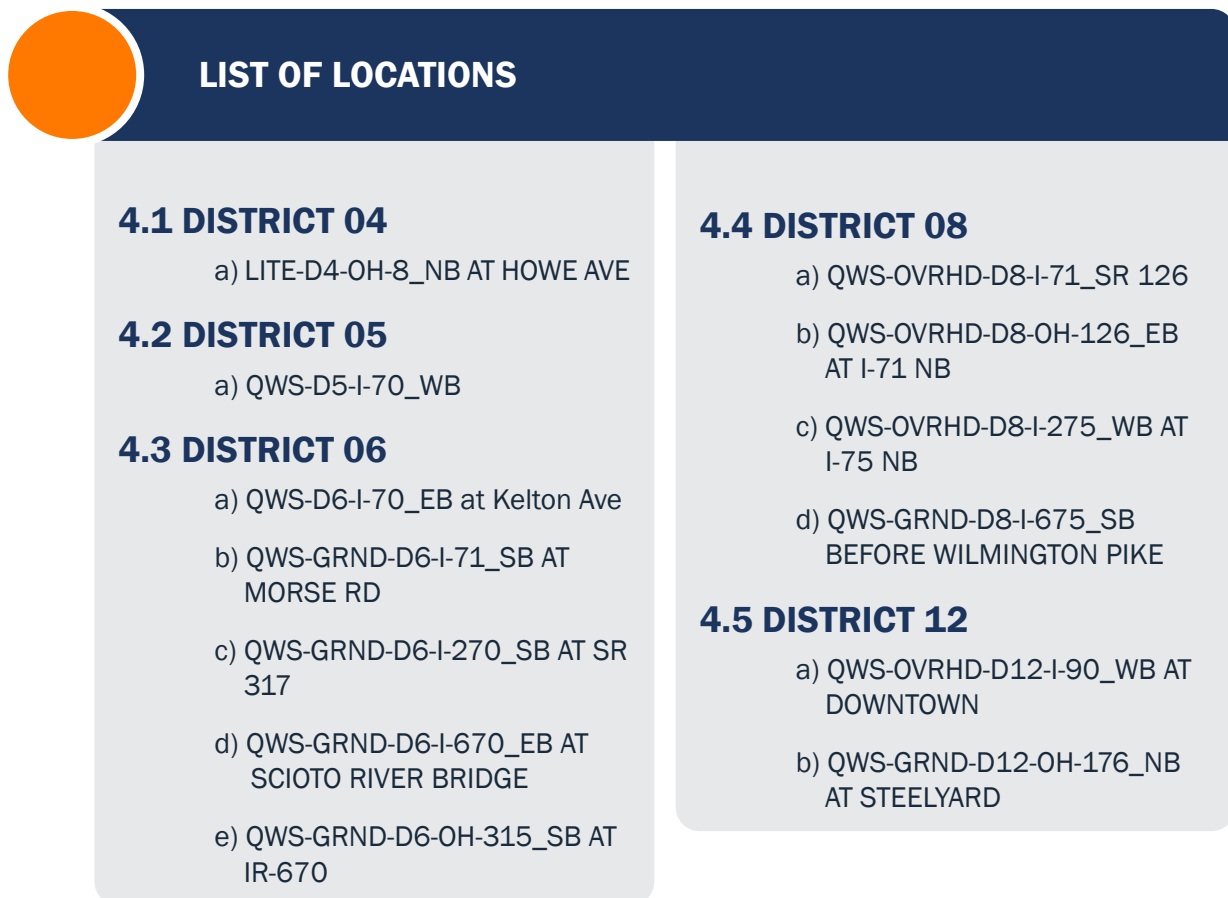 LIST OF LOCATIONS
4.1 DISTRICT 04
a) LITE-D4-OH-8_NB AT HOWE AVE
4.2 DISTRICT 05
a) QWS-D5-I-70_WB
4.3 DISTRICT 06
a) QWS-D6-I-70_EB at Kelton Ave
b) QWS-GRND-D6-I-71_SB AT
MORSE RD
c) QWS-GRND-D6-I-270_SB AT SR
317
d) QWS-GRND-D6-I-670_EB AT
SCIOTO RIVER BRIDGE
e) QWS-GRND-D6-OH-315_SB AT
IR-670
4.4 DISTRICT 08
a) QWS-OVRHD-D8-I-71_SR 126
b) QWS-OVRHD-D8-OH-126_EB
AT I-71 NB
c) QWS-OVRHD-D8-I-275_WB AT
I-75 NB
d) QWS-GRND-D8-I-675_SB
BEFORE WILMINGTON PIKE
4.5 DISTRICT 12
a) QWS-OVRHD-D12-I-90_WB AT
DOWNTOWN
b) QWS-GRND-D12-OH-176_NB
AT STEELYARD